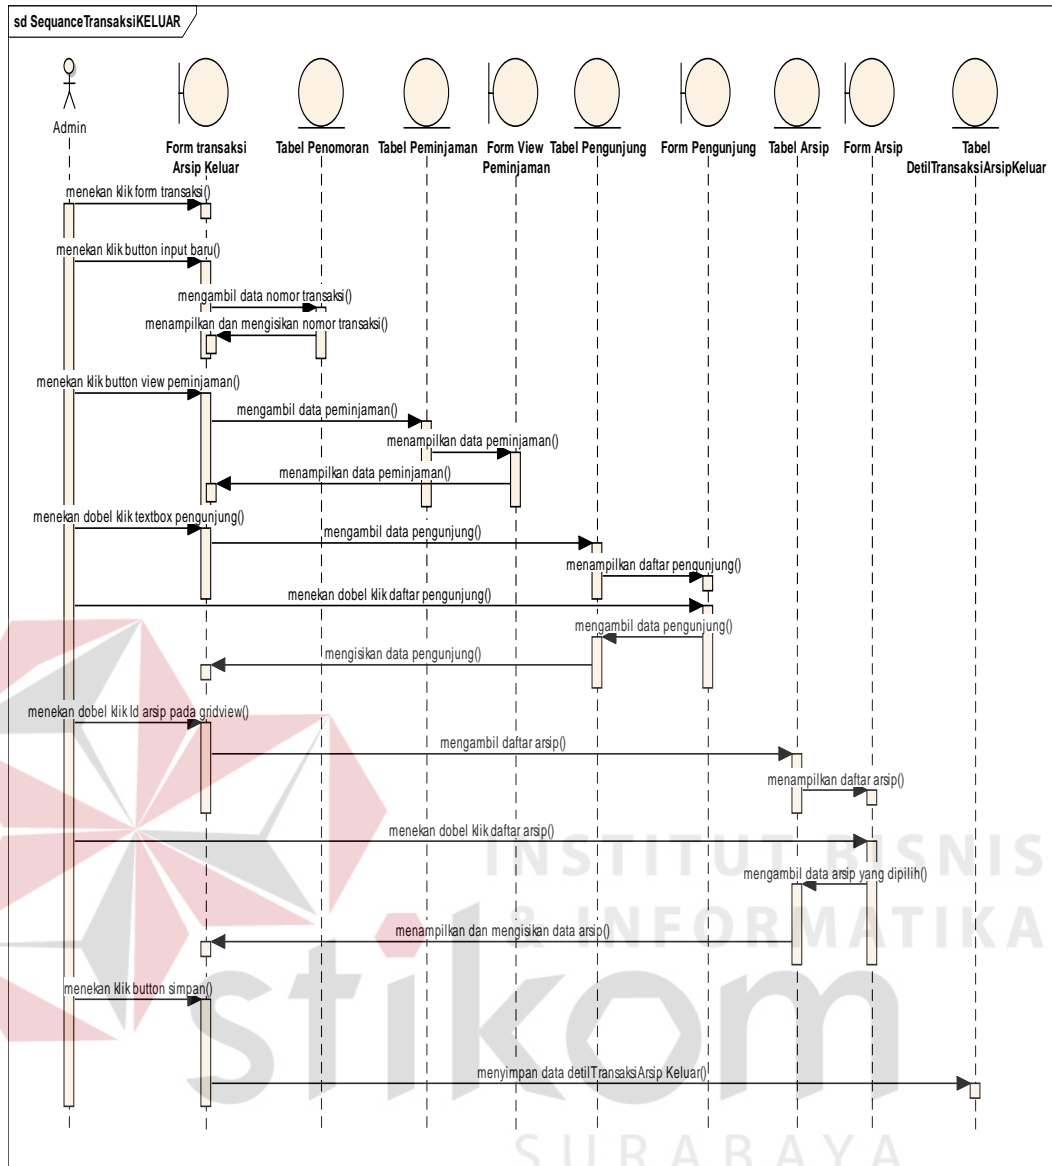 sd SequanceTransaksiKELUAR
Admin
Form transaksi
Arsip Keluar
Tabel Penomoran
Tabel Peminjaman
Form View
Peminjaman
Tabel Pengunjung
Form Pengunjung
Tabel Arsip
Form Arsip
Tabel
DetilTransaksiArsipKeluar
menekan klik form transaksi()
menekan klik button input baru()
mengambil data nomor transaksi()
menampilkan dan mengisikan nomor transaksi()
menekan klik button view peminjaman()
mengambil data peminjaman()
menampilkan data peminjaman()
menampilkan data peminjaman()
menekan dobel klik textbox pengunjung()
mengambil data pengunjung()
menampilkan daftar pengunjung()
menekan dobel klik daftar pengunjung()
mengambil data pengunjung()
mengisikan data pengunjung()
menekan dobel klik Id arsip pada gridview()
mengambil daftar arsip()
menampilkan daftar arsip()
menekan dobel klik daftar arsip()
INSTITUT BISNIS
mengambil data arsip yang dipilih()
& INFORMATIKA
menampilkan dan mengisikan data arsip()
stikom
menekan klik button simpan()
menyimpan data detilTransaksiArsip Keluar()
SURABAYA